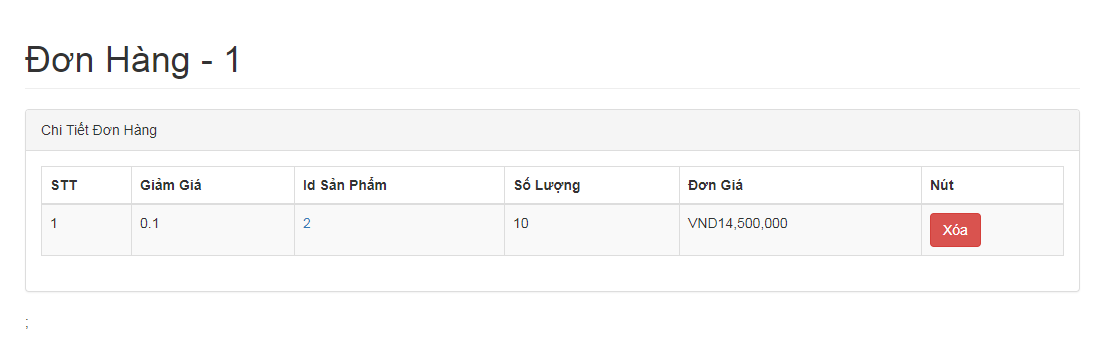 Đơn Hàng - 1
Chi Tiết Đơn Hàng
STT Giảm Giá Id Sản Phẩm Số Lượng Đơn Giá Nút
1 0.1 2 10 VND14,500,000 Xóa
;